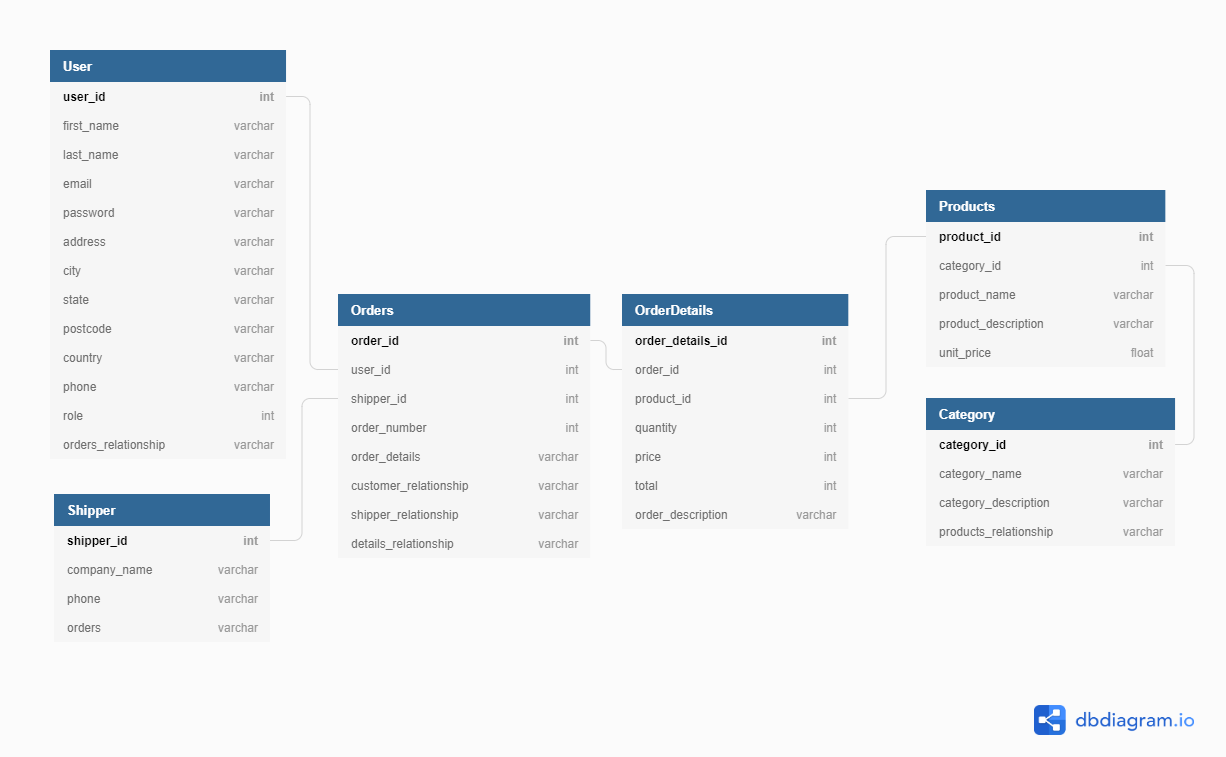 User
user_id int
first_name varchar
last_name varchar
email varchar
password varchar
address varchar
city varchar
state varchar
postcode varchar
country varchar
phone varchar
role int
orders_relationship varchar
Shipper
shipper_id int
company_name varchar
phone varchar
orders varchar
Orders
order_id int
user_id int
shipper_id int
order_number int
order_details varchar
customer_relationship varchar
shipper_relationship varchar
details_relationship varchar
OrderDetails
order_details_id int
order_id int
product_id int
quantity int
price int
total int
order_description varchar
Products
product_id int
category_id int
product_name varchar
product_description varchar
unit_price float
Category
category_id int
category_name varchar
category_description varchar
products_relationship varchar
dbdiagram.io